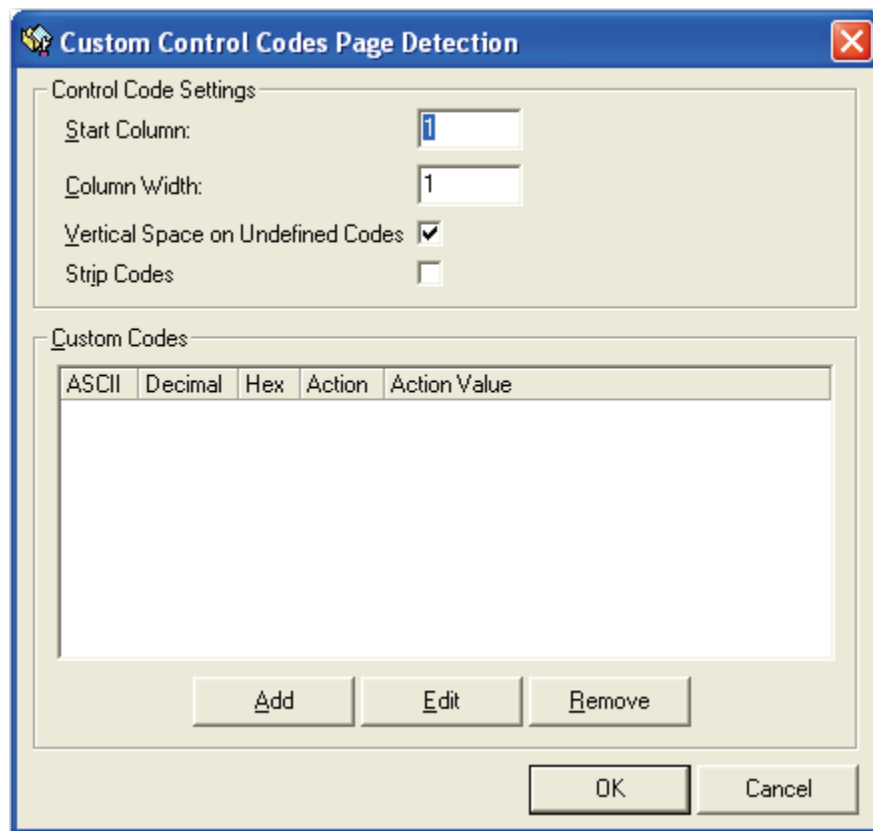 Custom Control Codes Page Detection
Control Code Settings
Start Column: 1
Column Width: 1
Vertical Space on Undefined Codes
Strip Codes
Custom Codes
ASCII Decimal Hex Action Action Value
Add Edit Remove
OK Cancel